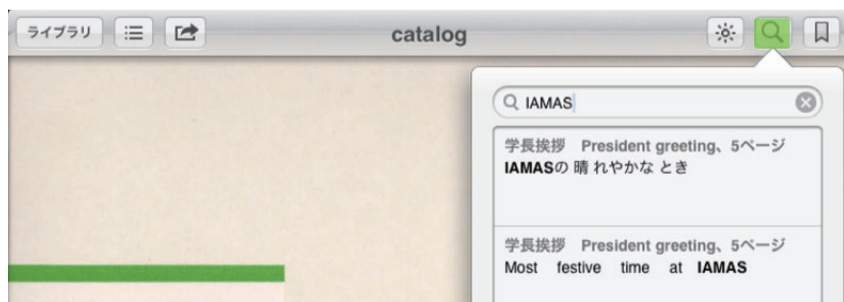 ライブラリ
catalog
IAMAS
学長挨拶 President greeting、5ページ
IAMASの 晴 れやかな とき
学長挨拶 President greeting、5ページ
Most festive time at IAMAS